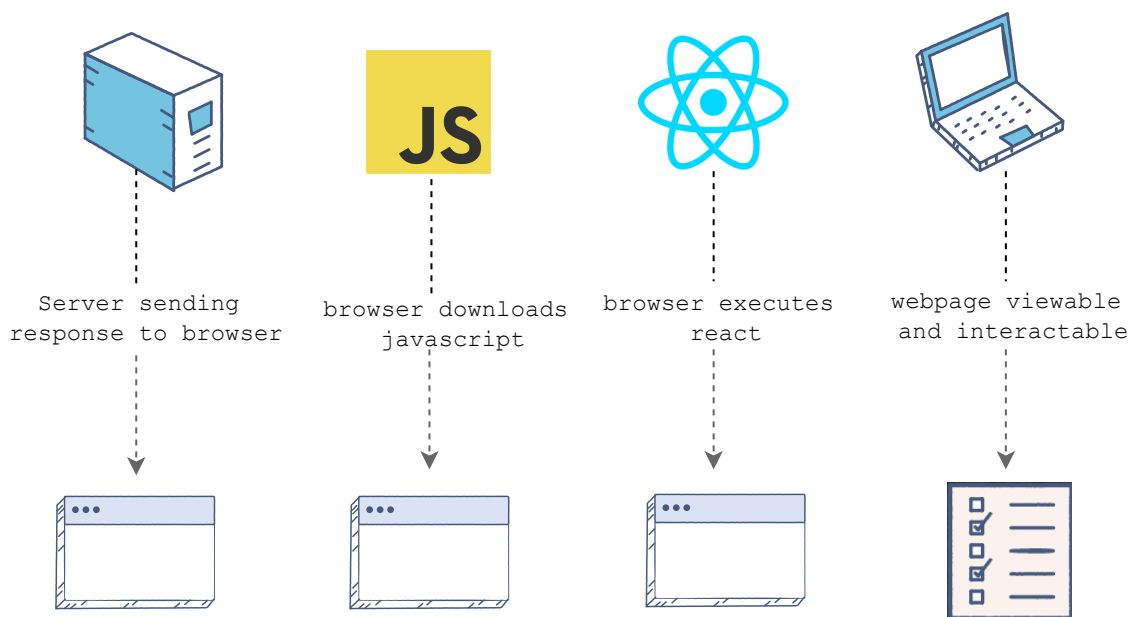 JS
Server sending
response to browser
browser downloads
javascript
browser executes
react
webpage viewable
and interactable